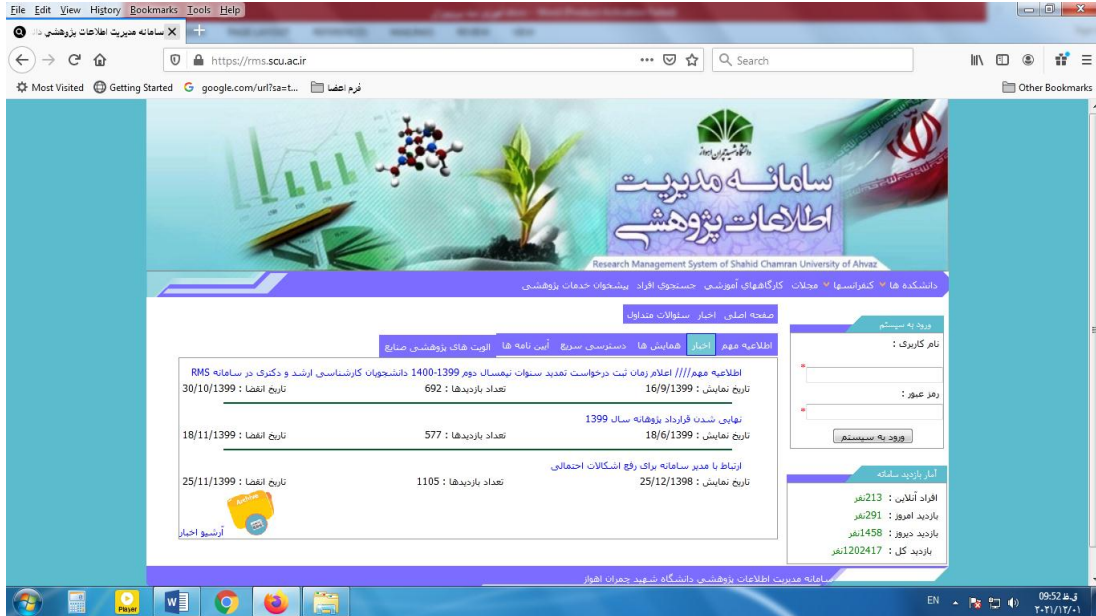 File Edit View History Bookmarks Tools Help
سامانه مدیریت اطلاعات پژوهشی
https://rms.scu.ac.ir
Search
Most Visited Getting Started google.com/url?sa=t... فرم اعضا Other Bookmarks
دانشگاه شهید چمران اهواز
سامانه مدیریت
اطلاعات پژوهشی
Research Management System of Shahid Chamran University of Ahvaz
دانشکده ها کنفرانسها مجلات کارگاههای آموزشی جستجوی افراد پیشخوان خدمات پژوهشی
صفحه اصلی اخبار سئوالات متداول
ورود به سیستم
نام کاربری :
*
رمز عبور :
*
ورود به سیستم
اطلاعیه مهم اخبار همایش ها دسترسی سریع آیین نامه ها الویت های پژوهشی صنایع
اطلاعیه مهم//// اعلام زمان ثبت درخواست تمدید سنوات نیمسال دوم 1399-1400 دانشجویان کارشناسی ارشد و دکتری در سامانه RMS
تاریخ نمایش : 16/9/1399 تعداد بازدیدها : 692 تاریخ انقضا : 30/10/1399
نهایی شدن قرارداد پژوهانه سال 1399
تاریخ نمایش : 18/6/1399 تعداد بازدیدها : 577 تاریخ انقضا : 18/11/1399
ارتباط با مدیر سامانه برای رفع اشکالات احتمالی
تاریخ نمایش : 25/12/1398 تعداد بازدیدها : 1105 تاریخ انقضا : 25/11/1399
Archive
آرشیو اخبار
آمار بازدید سامانه
افراد آنلاین : 213نفر
بازدید امروز : 291نفر
بازدید دیروز : 1458نفر
بازدید کل : 1202417نفر
سامانه مدیریت اطلاعات پژوهشی دانشگاه شهید چمران اهواز
Player
EN
09:52 ق.ظ
۲۰۲۱/۱۲/۰۱